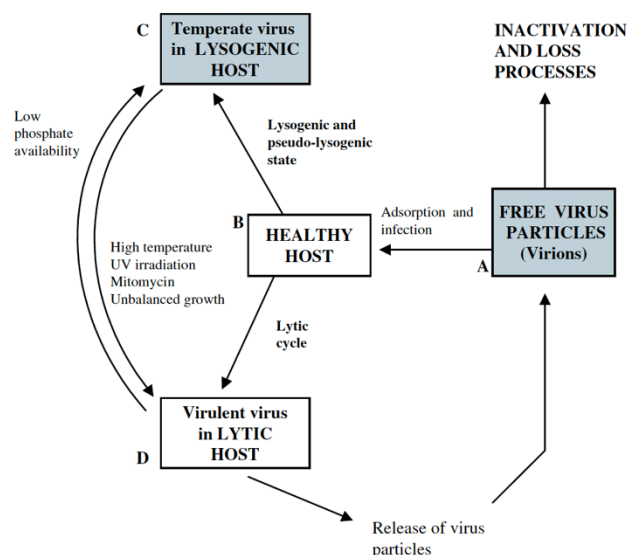 C
Temperate virus
in LYSOGENIC
HOST
INACTIVATION
AND LOSS
PROCESSES
Low
phosphate
availability
Lysogenic and
pseudo-lysogenic
state
Adsorption and
infection
FREE VIRUS
PARTICLES
(Virions)
A
B
HEALTHY
HOST
High temperature
UV irradiation
Mitomycin
Unbalanced growth
Lytic
cycle
Virulent virus
in LYTIC
HOST
D
Release of virus
particles